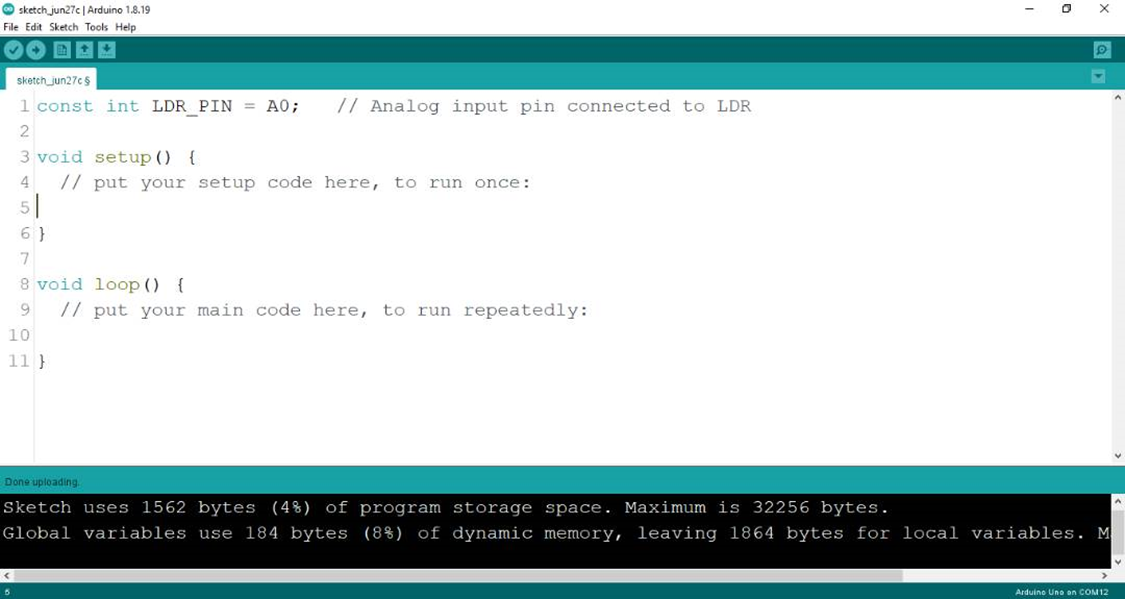 sketch_jun27c | Arduino 1.8.19
File Edit Sketch Tools Help
sketch_jun27c §
1 const int LDR_PIN = A0;   // Analog input pin connected to LDR
2
3 void setup() {
4   // put your setup code here, to run once:
5
6 }
7
8 void loop() {
9   // put your main code here, to run repeatedly:
10
11 }
Done uploading.
Sketch uses 1562 bytes (4%) of program storage space. Maximum is 32256 bytes.
Global variables use 184 bytes (8%) of dynamic memory, leaving 1864 bytes for local variables. M
5 Arduino Uno on COM12